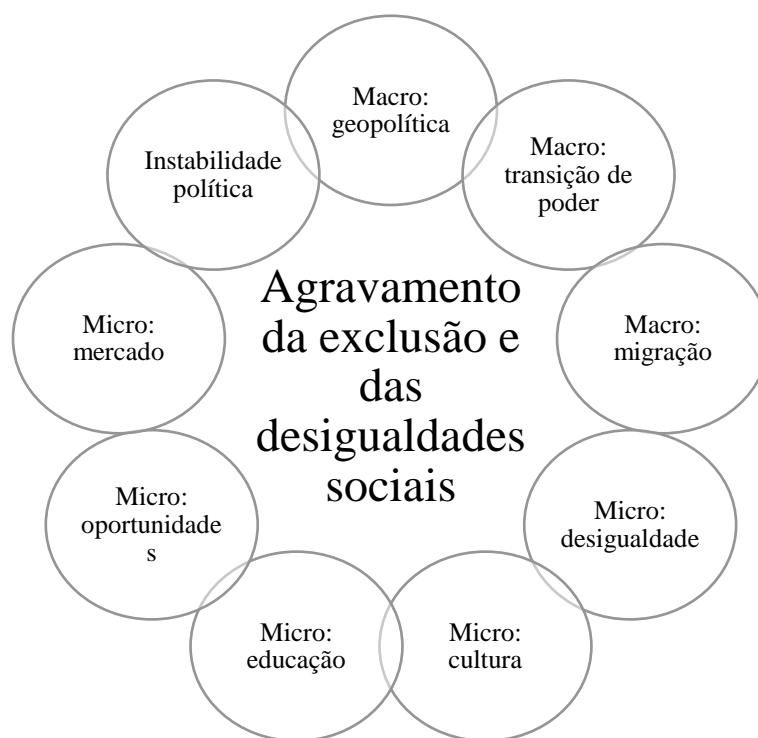 Macro:
geopolítica
Macro:
transição de
poder
Macro:
migração
Micro:
desigualdade
Micro:
cultura
Micro:
educação
Micro:
oportunidade
s
Micro:
mercado
Instabilidade
política
Agravamento
da exclusão e
das
desigualdades
sociais